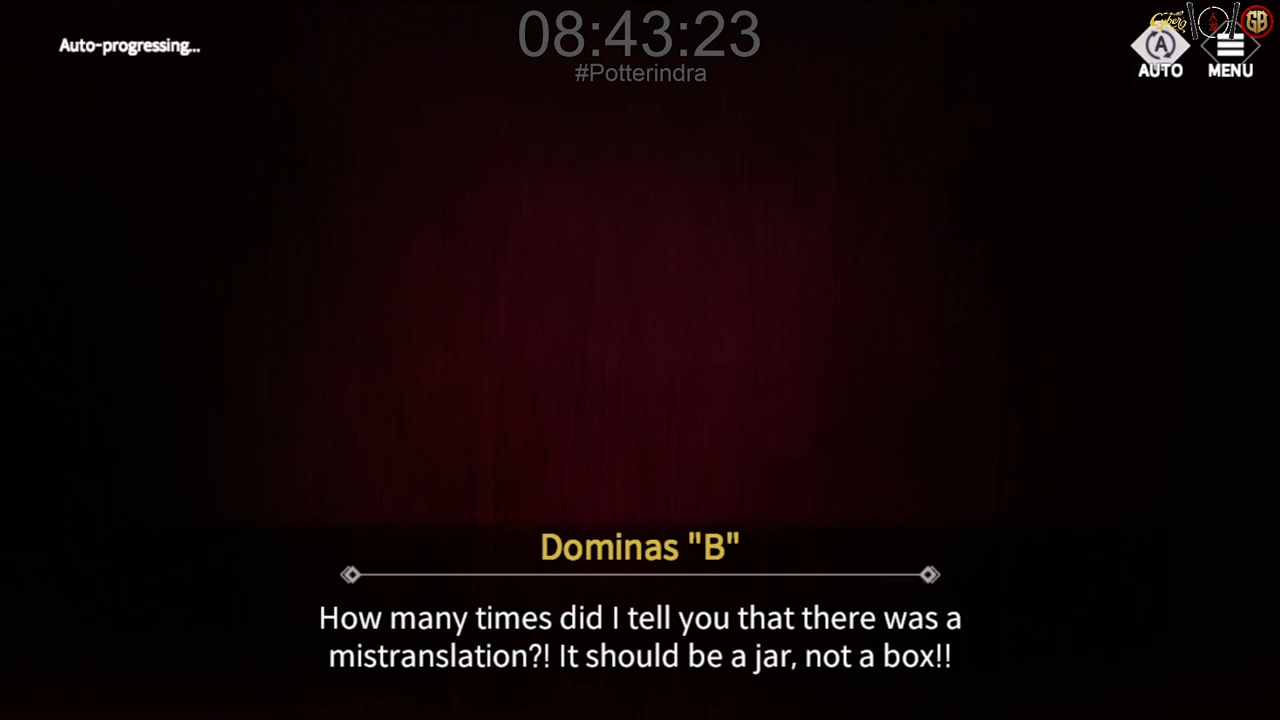 Auto-progressing...
08:43:23
#Potterindra
GB
A
AUTO
MENU
Dominas "B"
How many times did I tell you that there was a
mistranslation?! It should be a jar, not a box!!